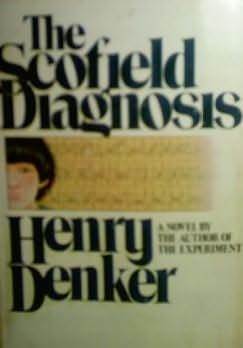 The
Scofield
Diagnosis
Henry
Denker
A NOVEL BY
THE AUTHOR OF
THE EXPERIMENT